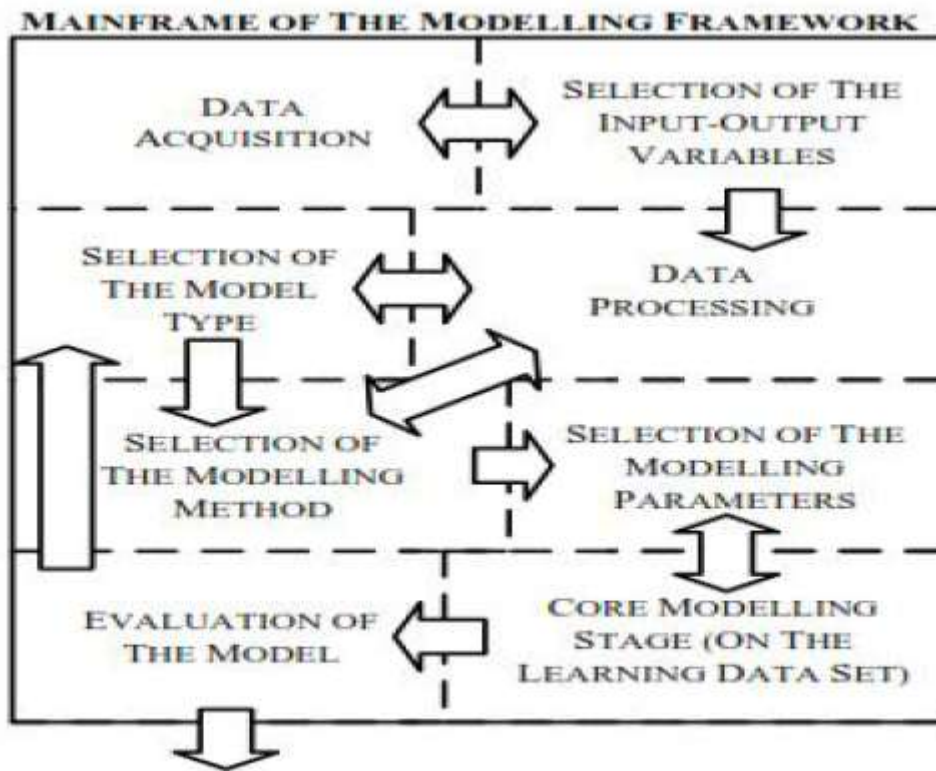 MAINFRAME OF THE MODELLING FRAMEWORK
DATA
ACQUISITION
SELECTION OF THE
INPUT-OUTPUT
VARIABLES
SELECTION OF
THE MODEL
TYPE
DATA
PROCESSING
SELECTION OF
THE MODELLING
METHOD
SELECTION OF THE
MODELLING
PARAMETERS
EVALUATION OF
THE MODEL
CORE MODELLING
STAGE (ON THE
LEARNING DATA SET)